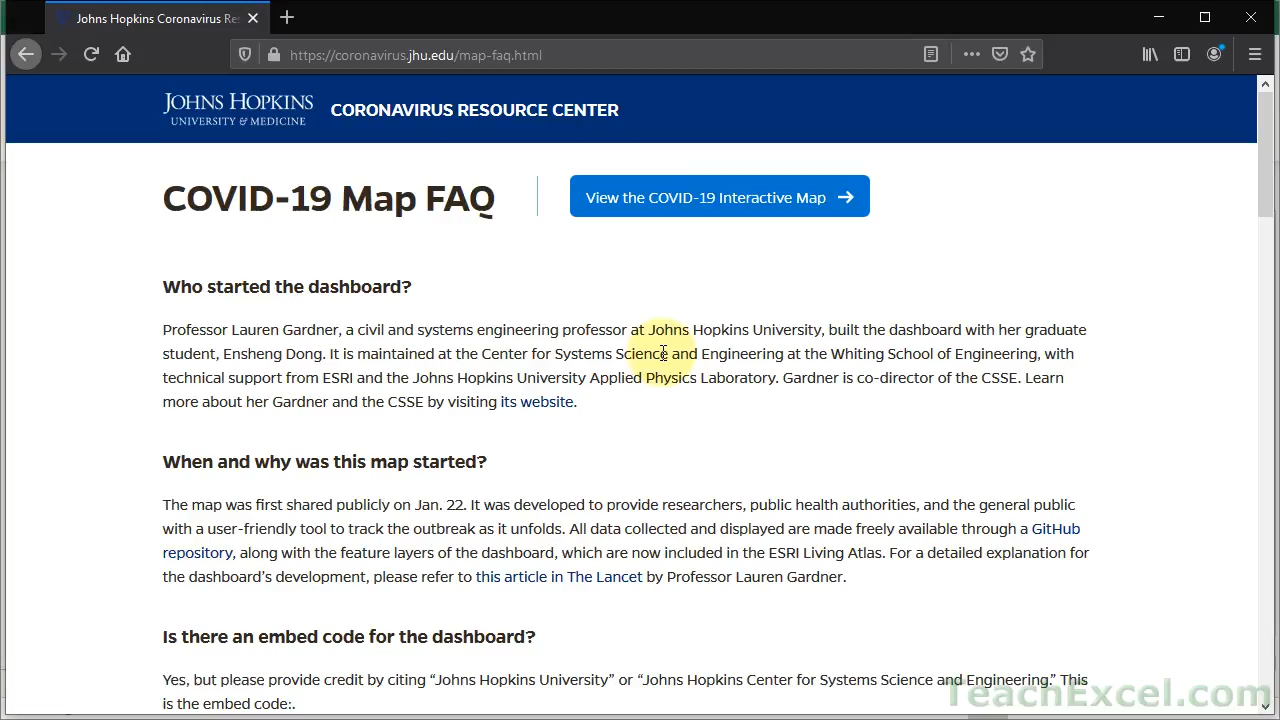 Johns Hopkins Coronavirus Re
https://coronavirus.jhu.edu/map-faq.html
JOHNS HOPKINS
UNIVERSITY & MEDICINE
CORONAVIRUS RESOURCE CENTER
COVID-19 Map FAQ
View the COVID-19 Interactive Map
Who started the dashboard?
Professor Lauren Gardner, a civil and systems engineering professor at Johns Hopkins University, built the dashboard with her graduate
student, Ensheng Dong. It is maintained at the Center for Systems Science and Engineering at the Whiting School of Engineering, with
technical support from ESRI and the Johns Hopkins University Applied Physics Laboratory. Gardner is co-director of the CSSE. Learn
more about her Gardner and the CSSE by visiting its website.
When and why was this map started?
The map was first shared publicly on Jan. 22. It was developed to provide researchers, public health authorities, and the general public
with a user-friendly tool to track the outbreak as it unfolds. All data collected and displayed are made freely available through a GitHub
repository, along with the feature layers of the dashboard, which are now included in the ESRI Living Atlas. For a detailed explanation for
the dashboard’s development, please refer to this article in The Lancet by Professor Lauren Gardner.
Is there an embed code for the dashboard?
Yes, but please provide credit by citing “Johns Hopkins University” or “Johns Hopkins Center for Systems Science and Engineering.” This
is the embed code:.
TeachExcel.com